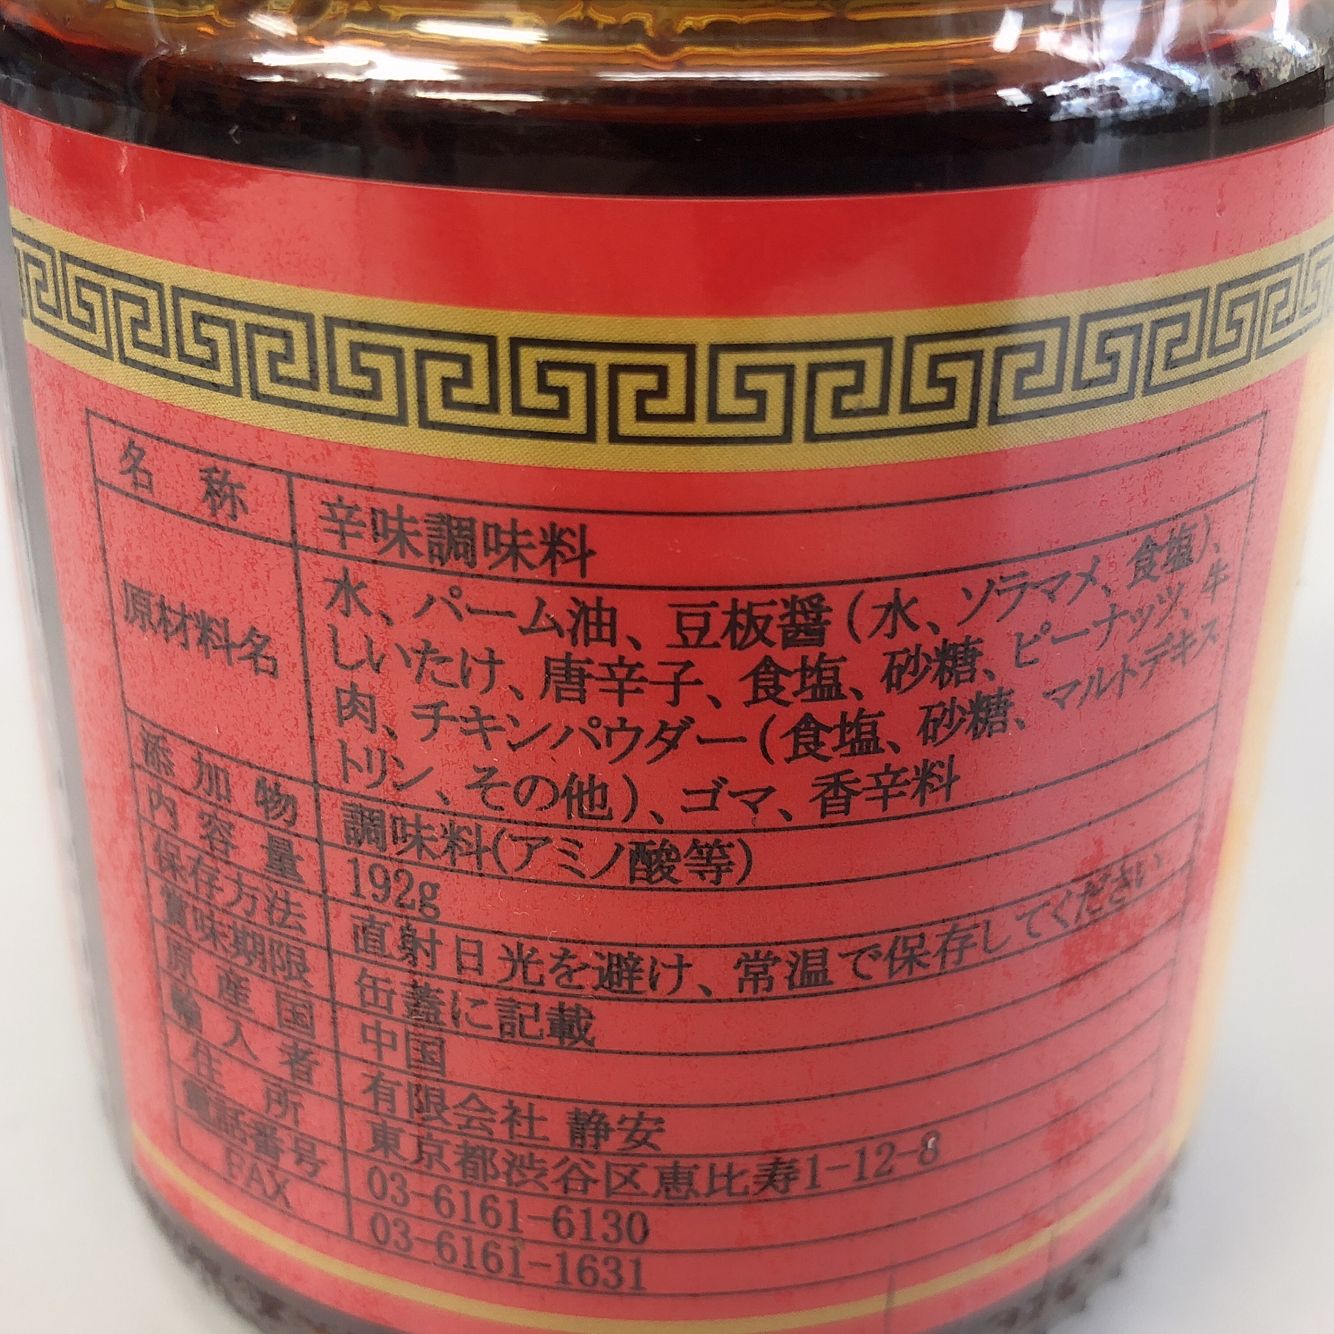 名称 辛味調味料
原材料名 水、パーム油、豆板醤(水、ソラマメ、食塩)、
しいたけ、唐辛子、食塩、砂糖、ピーナッツ、牛
肉、チキンパウダー(食塩、砂糖、マルトデキス
トリン、その他)、ゴマ、香辛料
添加物 調味料(アミノ酸等)
内容量 192g
保存方法 直射日光を避け、常温で保存してください
賞味期限 缶蓋に記載
原産国 中国
輸入者 有限会社 静安
住所 東京都渋谷区恵比寿1-12-8
電話番号 03-6161-6130
FAX 03-6161-1631